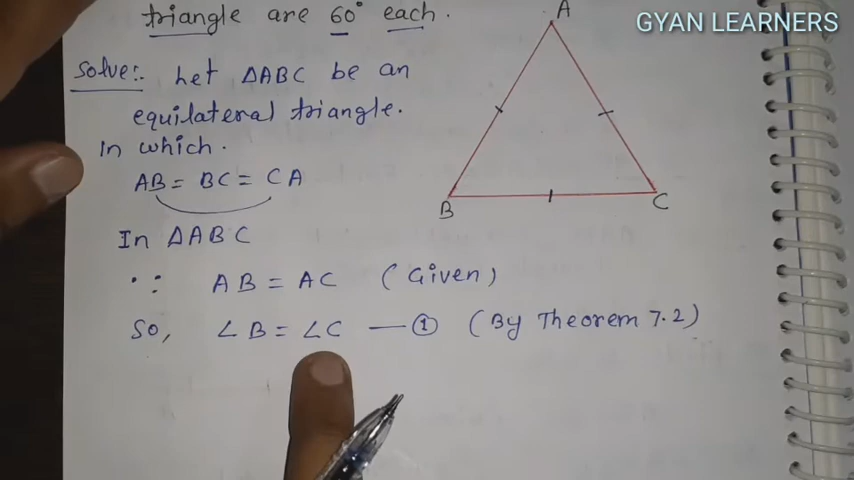 triangle are 60° each.
GYAN LEARNERS
Solve:- Let ΔABC be an
equilateral triangle.
In which.
AB = BC = CA
In ΔABC
∵ AB = AC (Given)
So, ∠B = ∠C —① (By Theorem 7.2)
A
B
C